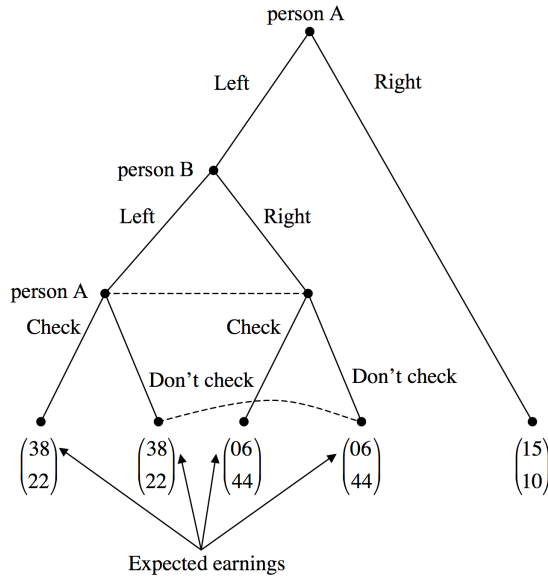 person A
Left
Right
person B
Left
Right
person A
Check
Check
Don't check
Don't check
38
22
38
22
06
44
06
44
15
10
Expected earnings